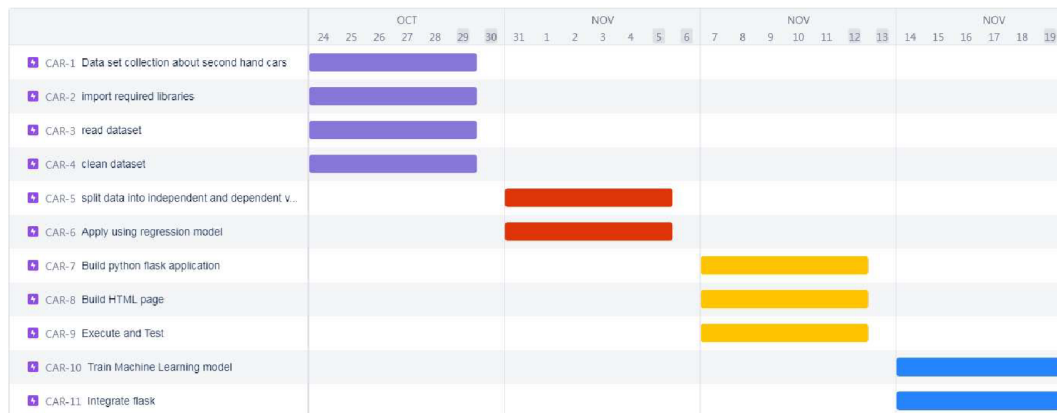 OCT NOV NOV NOV
24 25 26 27 28 29 30 31 1 2 3 4 5 6 7 8 9 10 11 12 13 14 15 16 17 18 19
CAR-1 Data set collection about second hand cars
CAR-2 import required libraries
CAR-3 read dataset
CAR-4 clean dataset
CAR-5 split data into independent and dependent v...
CAR-6 Apply using regression model
CAR-7 Build python flask application
CAR-8 Build HTML page
CAR-9 Execute and Test
CAR-10 Train Machine Learning model
CAR-11 Integrate flask